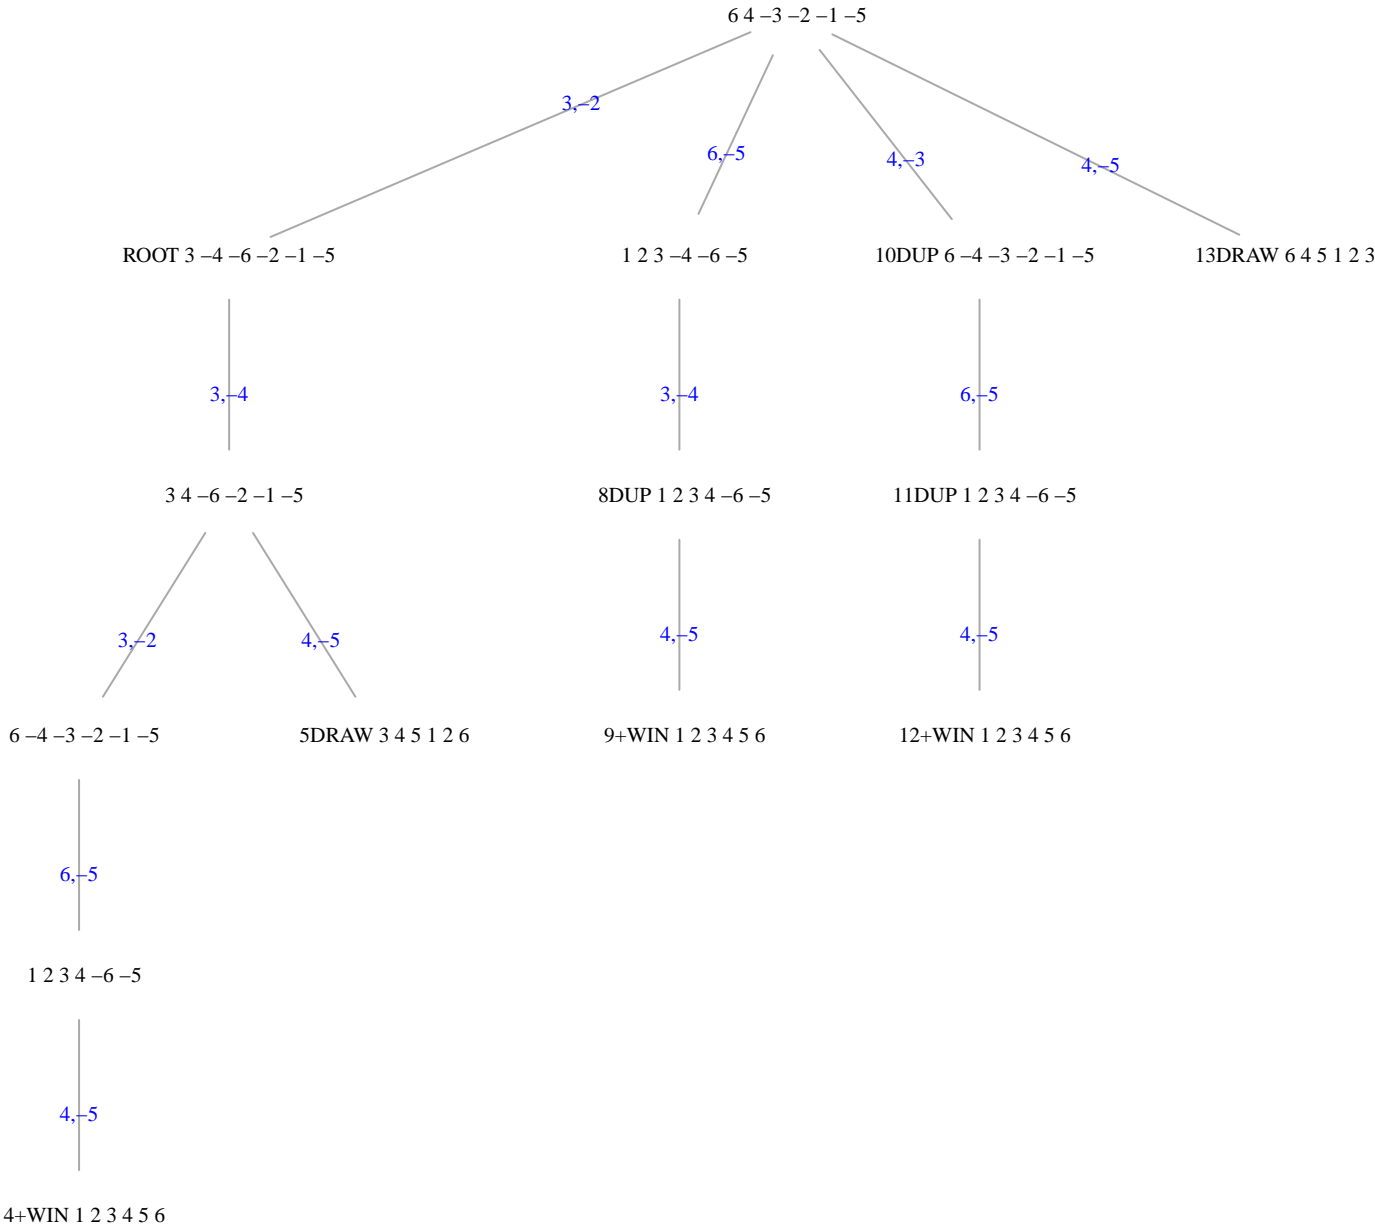 6 4 –3 –2 –1 –5
3,–2
6,–5
4,–3
4,–5
ROOT 3 –4 –6 –2 –1 –5
1 2 3 –4 –6 –5
10DUP 6 –4 –3 –2 –1 –5
13DRAW 6 4 5 1 2 3
3,–4
3,–4
6,–5
3 4 –6 –2 –1 –5
8DUP 1 2 3 4 –6 –5
11DUP 1 2 3 4 –6 –5
3,–2
4,–5
4,–5
4,–5
6 –4 –3 –2 –1 –5
5DRAW 3 4 5 1 2 6
9+WIN 1 2 3 4 5 6
12+WIN 1 2 3 4 5 6
6,–5
1 2 3 4 –6 –5
4,–5
4+WIN 1 2 3 4 5 6